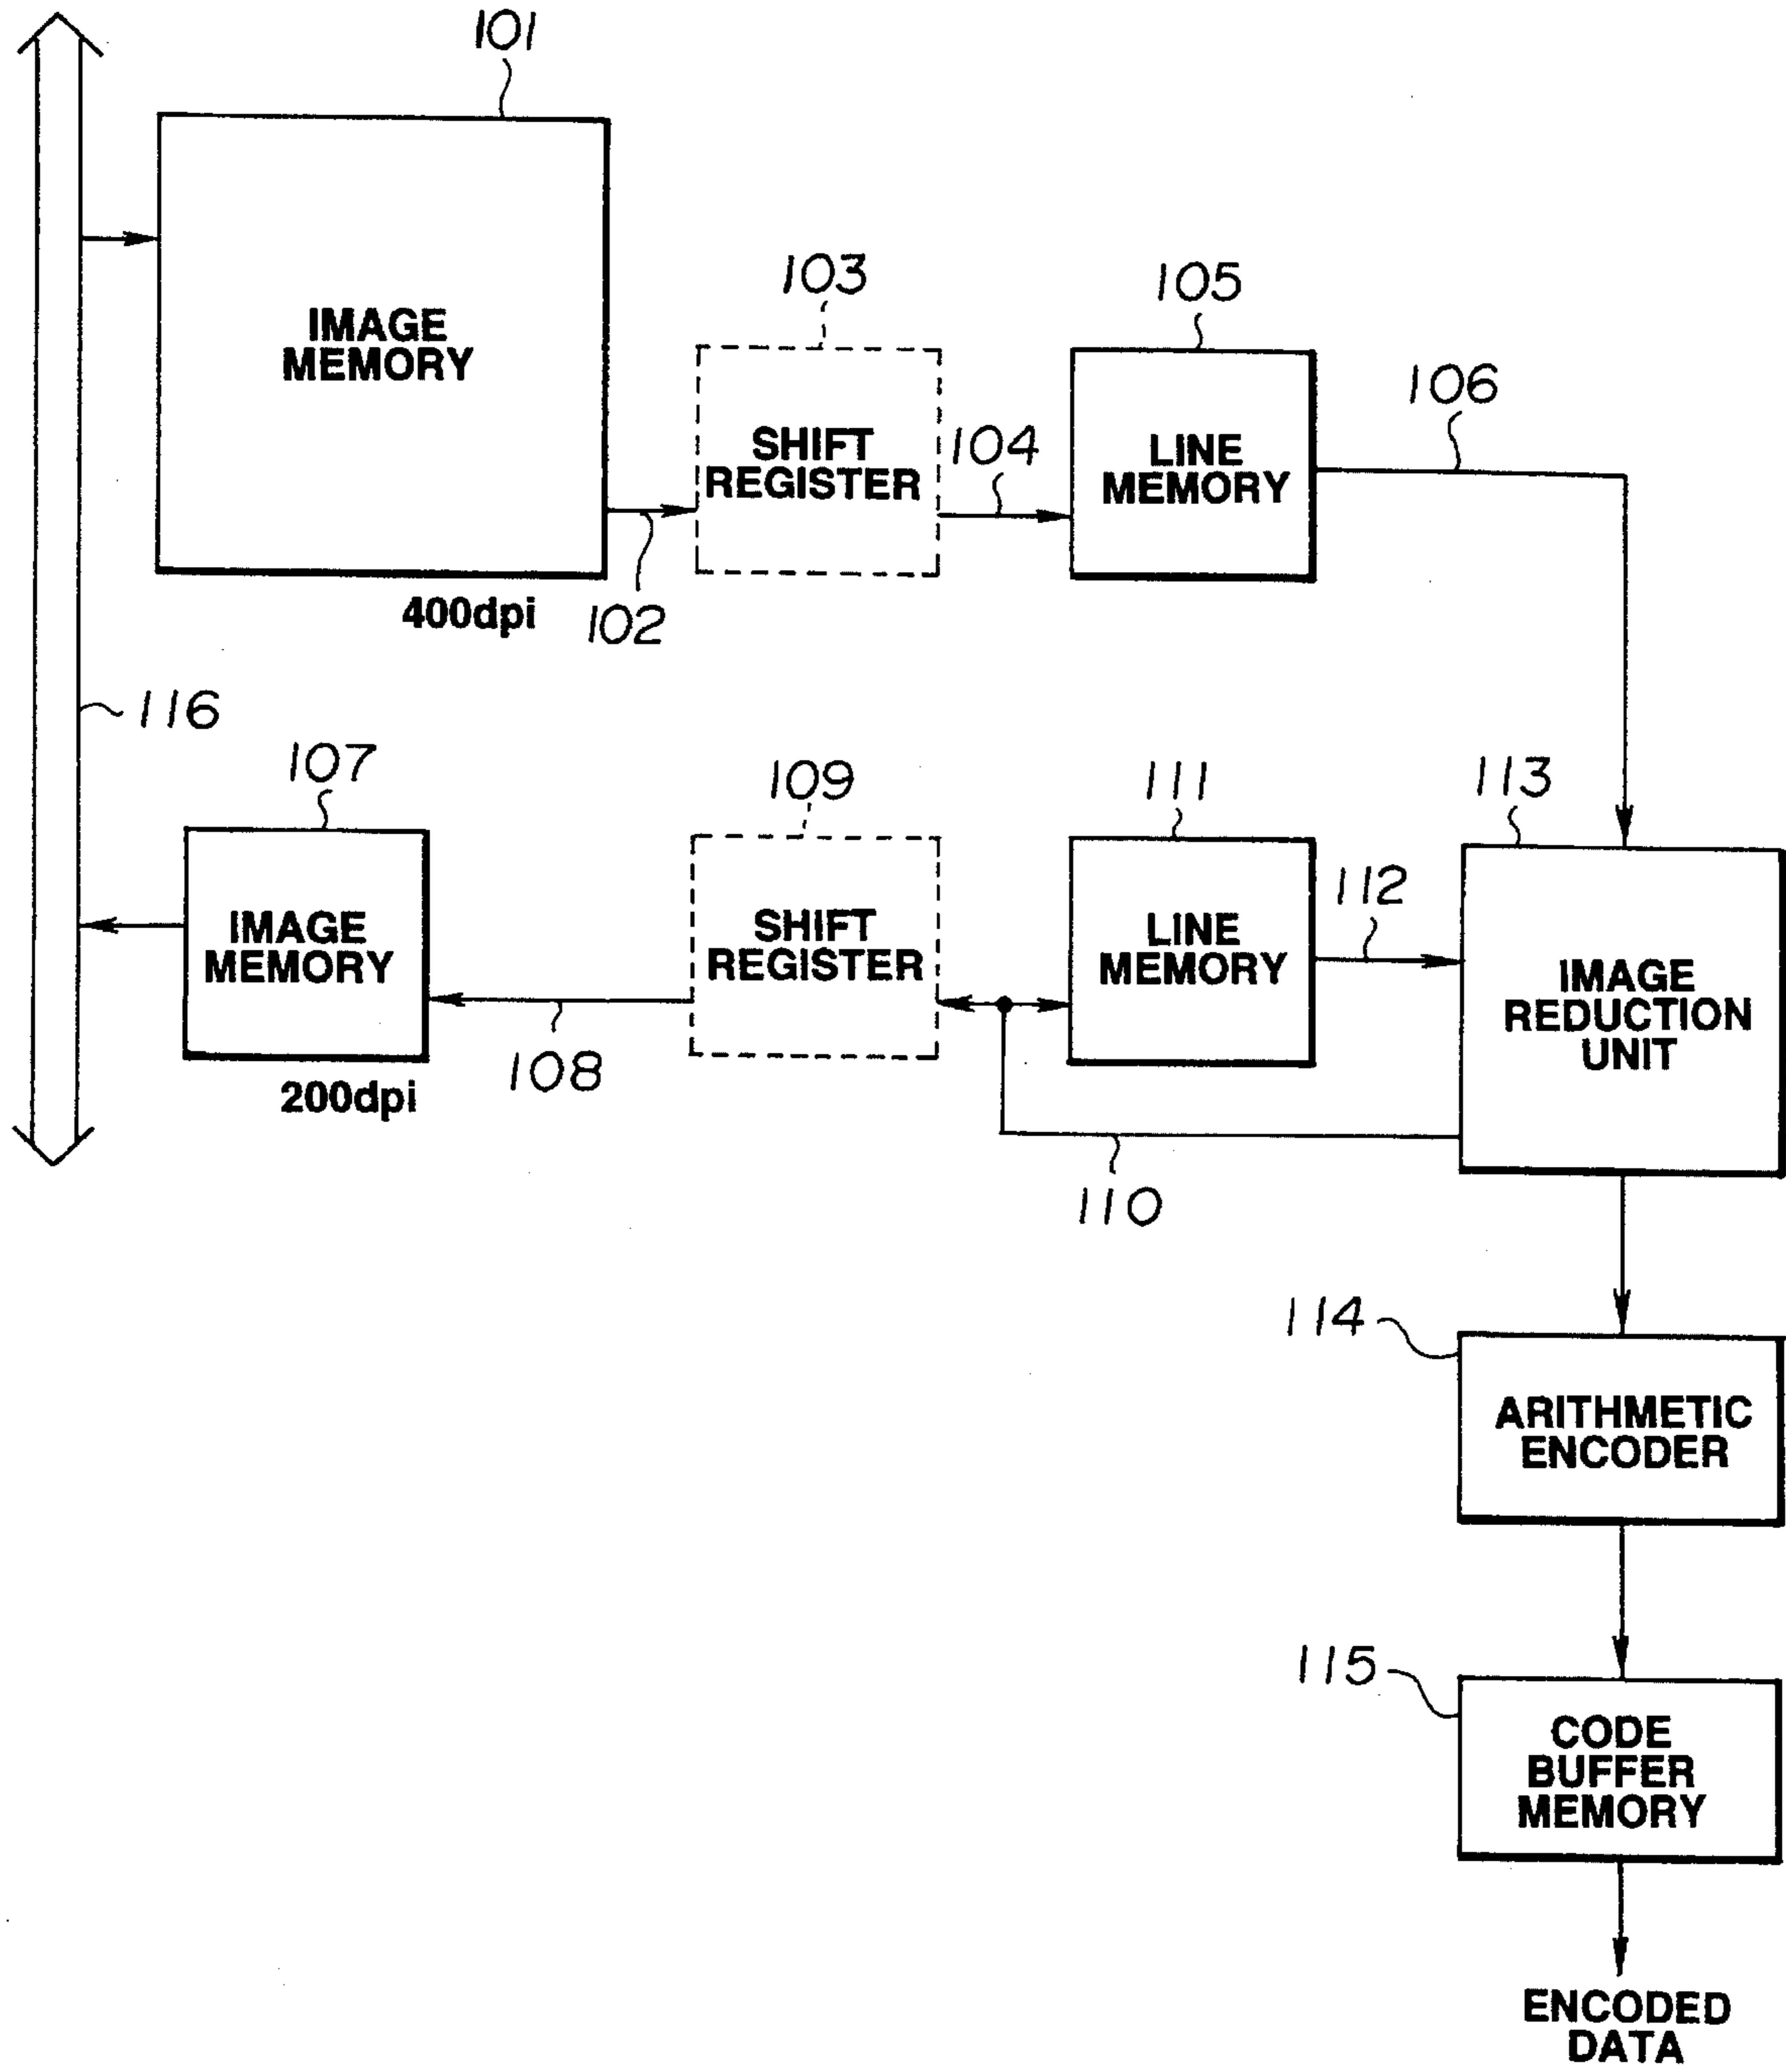 101
IMAGE
MEMORY
400dpi
102
103
SHIFT
REGISTER
104
105
LINE
MEMORY
106
116
107
IMAGE
MEMORY
200dpi
108
109
SHIFT
REGISTER
110
111
LINE
MEMORY
112
113
IMAGE
REDUCTION
UNIT
114
ARITHMETIC
ENCODER
115
CODE
BUFFER
MEMORY
ENCODED
DATA